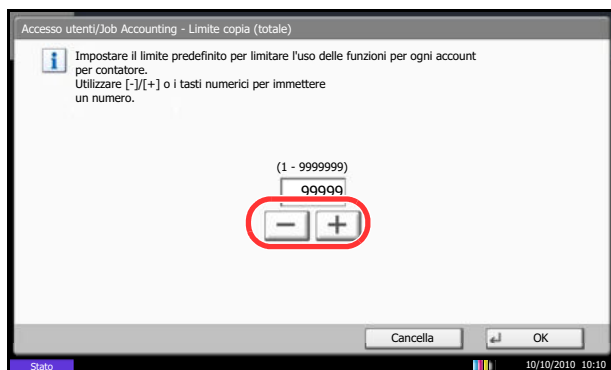 Accesso utenti/Job Accounting - Limite copia (totale)
Impostare il limite predefinito per limitare l'uso delle funzioni per ogni account
per contatore.
Utilizzare [-]/[+] o i tasti numerici per immettere
un numero.
(1 - 9999999)
99999
− +
Cancella OK
Stato 10/10/2010 10:10